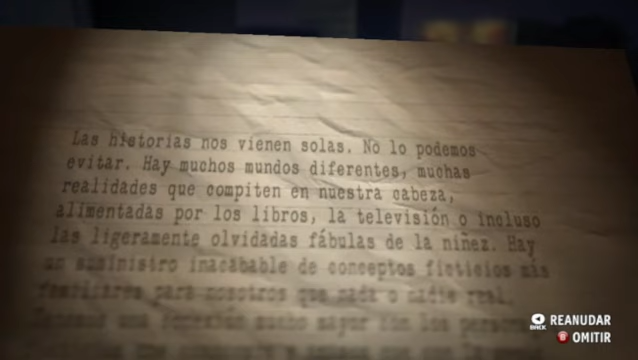 Las historias nos vienen solas. No lo podemos
evitar. Hay muchos mundos diferentes, muchas
realidades que compiten en nuestra cabeza,
alimentadas por los libros, la televisión o incluso
las ligeramente olvidadas fábulas de la niñez. Hay
un suministro inacabable de conceptos ficticios más
familiares para nosotros que nada o nadie real.
BACK REANUDAR
OMITIR